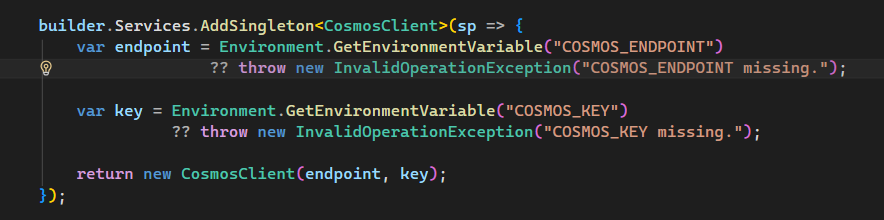 builder.Services.AddSingleton<CosmosClient>(sp => {
    var endpoint = Environment.GetEnvironmentVariable("COSMOS_ENDPOINT")
                   ?? throw new InvalidOperationException("COSMOS_ENDPOINT missing.");

    var key = Environment.GetEnvironmentVariable("COSMOS_KEY")
              ?? throw new InvalidOperationException("COSMOS_KEY missing.");

    return new CosmosClient(endpoint, key);
});